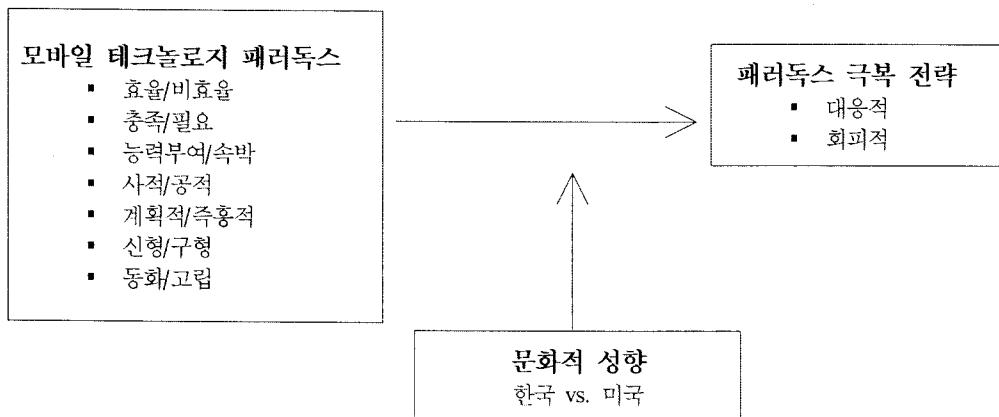 모바일 테크놀로지 패러독스
▪ 효율/비효율
▪ 충족/필요
▪ 능력부여/속박
▪ 사적/공적
▪ 계획적/즉흥적
▪ 신형/구형
▪ 동화/고립
패러독스 극복 전략
▪ 대응적
▪ 회피적
문화적 성향
한국 vs. 미국